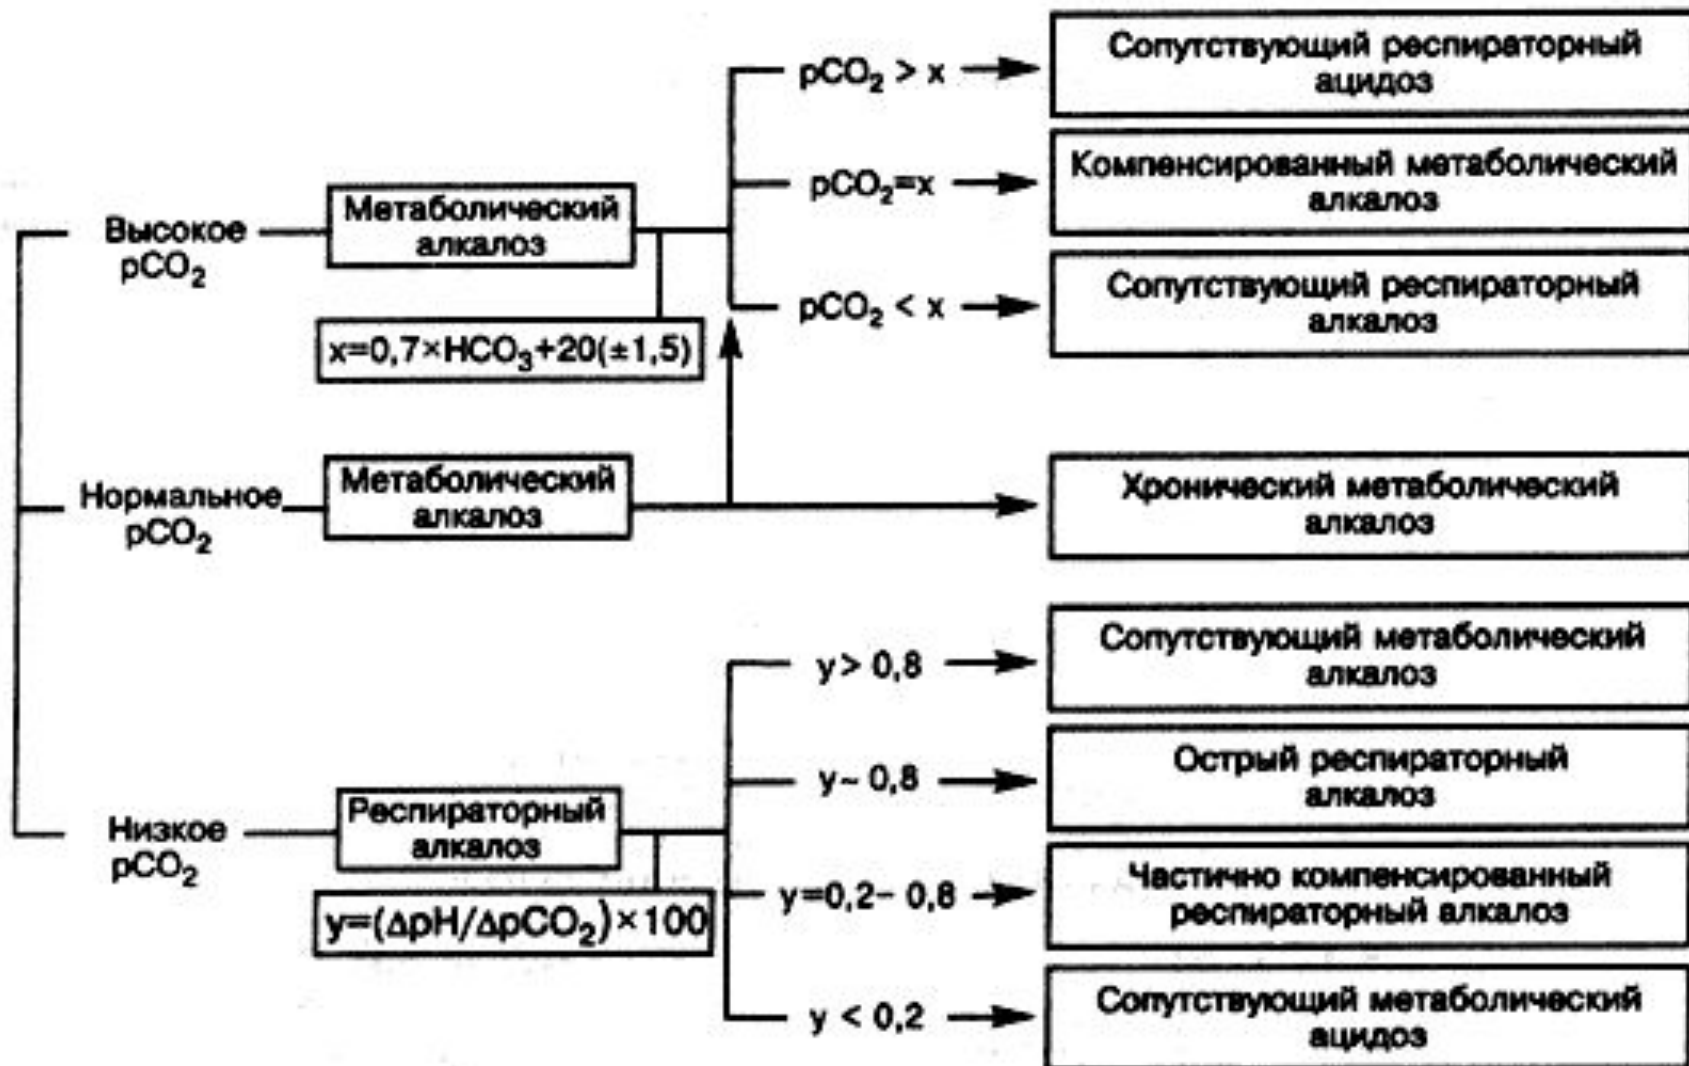 Высокое
pCO₂
Метаболический
алкалоз
x=0,7×HCO₃+20(±1,5)
pCO₂ > x
Сопутствующий респираторный
ацидоз
pCO₂=x
Компенсированный метаболический
алкалоз
pCO₂ < x
Сопутствующий респираторный
алкалоз
Нормальное
pCO₂
Метаболический
алкалоз
Хронический метаболический
алкалоз
Низкое
pCO₂
Респираторный
алкалоз
y=(ΔpH/ΔpCO₂)×100
y> 0,8
Сопутствующий метаболический
алкалоз
y~ 0,8
Острый респираторный
алкалоз
y=0,2- 0,8
Частично компенсированный
респираторный алкалоз
y < 0,2
Сопутствующий метаболический
ацидоз